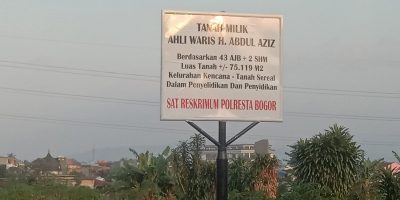 TANAH MILIK
AHLI WARIS H. ABDUL AZIZ
Berdasarkan 43 AJB + 2 SHM
Luas Tanah +/- 75.119 M2
Kelurahan Kencana - Tanah Sereal
Dalam Penyelidikan Dan Penyidikan
SAT RESKRIMUM POLRESTA BOGOR